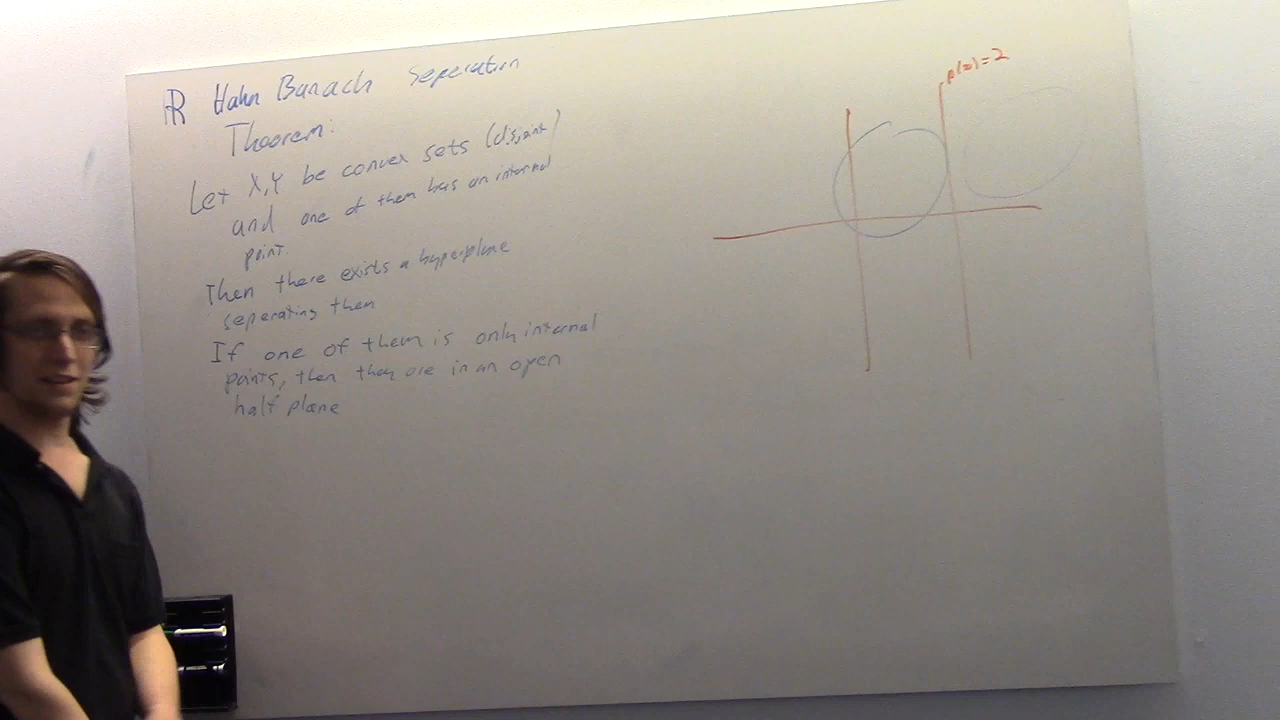 ℝ Hahn Banach Seperation
Theorem:
Let X,Y be convex sets (disjoint)
and one of them has an internal
point.
Then there exists a hyperplane
seperating them
If one of them is only internal
points, then they are in an open
half plane
p(x)=2